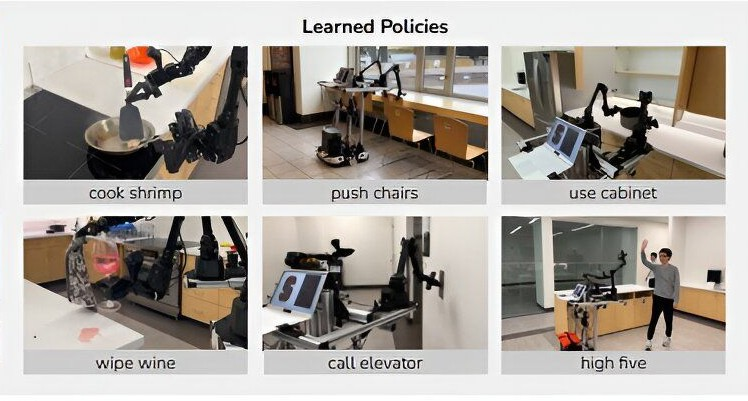 Learned Policies
cook shrimp
push chairs
use cabinet
wipe wine
call elevator
high five